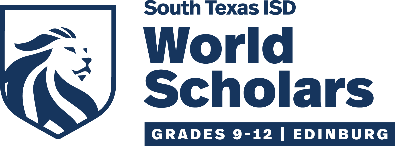 South Texas ISD
World
Scholars
GRADES 9-12 | EDINBURG